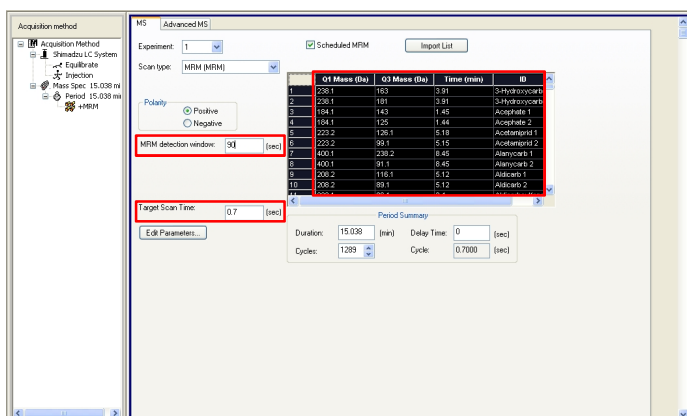 Acquisition method
Acquisition Method
Shimadzu LC System
Equilibrate
Injection
Mass Spec 15.038 mi
Period 15.038 mi
+MRM
MS Advanced MS
Experiment: 1
Scheduled MRM
Import List
Scan type: MRM (MRM)
Polarity
Positive
Negative
MRM detection window: 90 (sec)
Target Scan Time: 0.7 (sec)
Edit Parameters...
Q1 Mass (Da) Q3 Mass (Da) Time (min) ID
1 238.1 163 3.91 3-Hydroxycarb
2 238.1 181 3.91 3-Hydroxycarb
3 184.1 143 1.45 Acephate 1
4 184.1 125 1.44 Acephate 2
5 223.2 126.1 5.18 Acetamiprid 1
6 223.2 99.1 5.15 Acetamiprid 2
7 400.1 238.2 8.45 Alanycarb 1
8 400.1 91.1 8.45 Alanycarb 2
9 208.2 116.1 5.12 Aldicarb 1
10 208.2 89.1 5.12 Aldicarb 2
Period Summary
Duration: 15.038 (min) Delay Time: 0 (sec)
Cycles: 1289 Cycle: 0.7000 (sec)